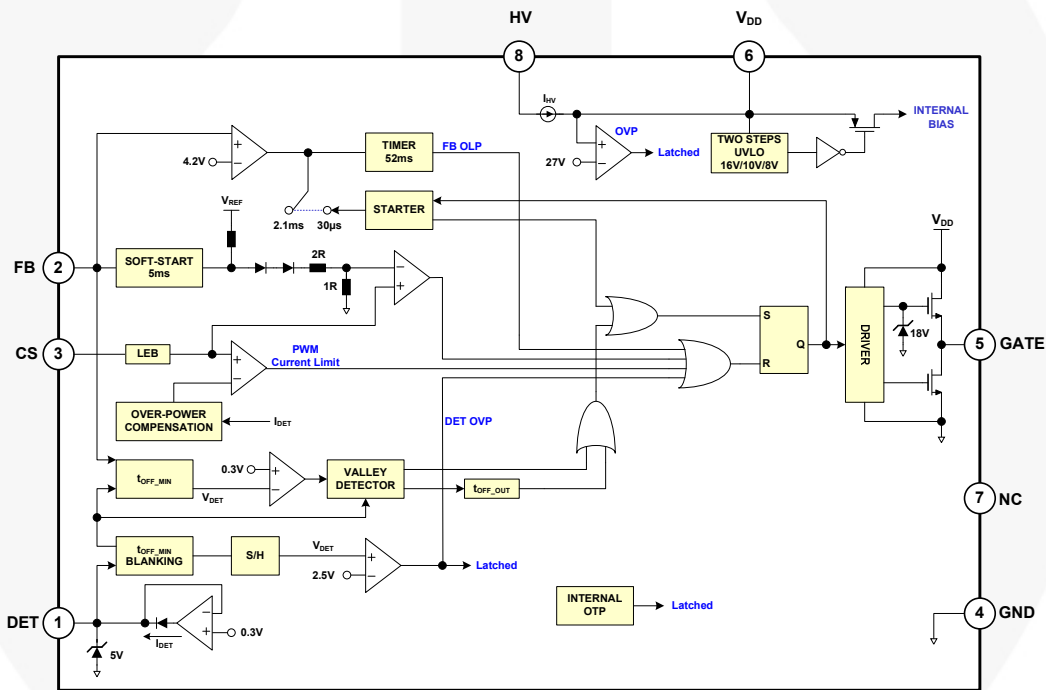 HV
VDD
8
6
IHV
INTERNAL
BIAS
OVP
27V
Latched
TWO STEPS
UVLO
16V/10V/8V
4.2V
TIMER
52ms
FB OLP
2.1ms
30µs
STARTER
VREF
VDD
FB
2
SOFT-START
5ms
2R
1R
S
R
Q
DRIVER
18V
5
GATE
CS
3
LEB
PWM
Current Limit
OVER-POWER
COMPENSATION
IDET
DET OVP
tOFF_MIN
0.3V
VDET
VALLEY
DETECTOR
tOFF_OUT
7
NC
tOFF_MIN
BLANKING
S/H
VDET
2.5V
Latched
INTERNAL
OTP
Latched
4
GND
DET
1
IDET
0.3V
5V
+
−
+
−
−
+
+
−
+
−
+
−
−
+